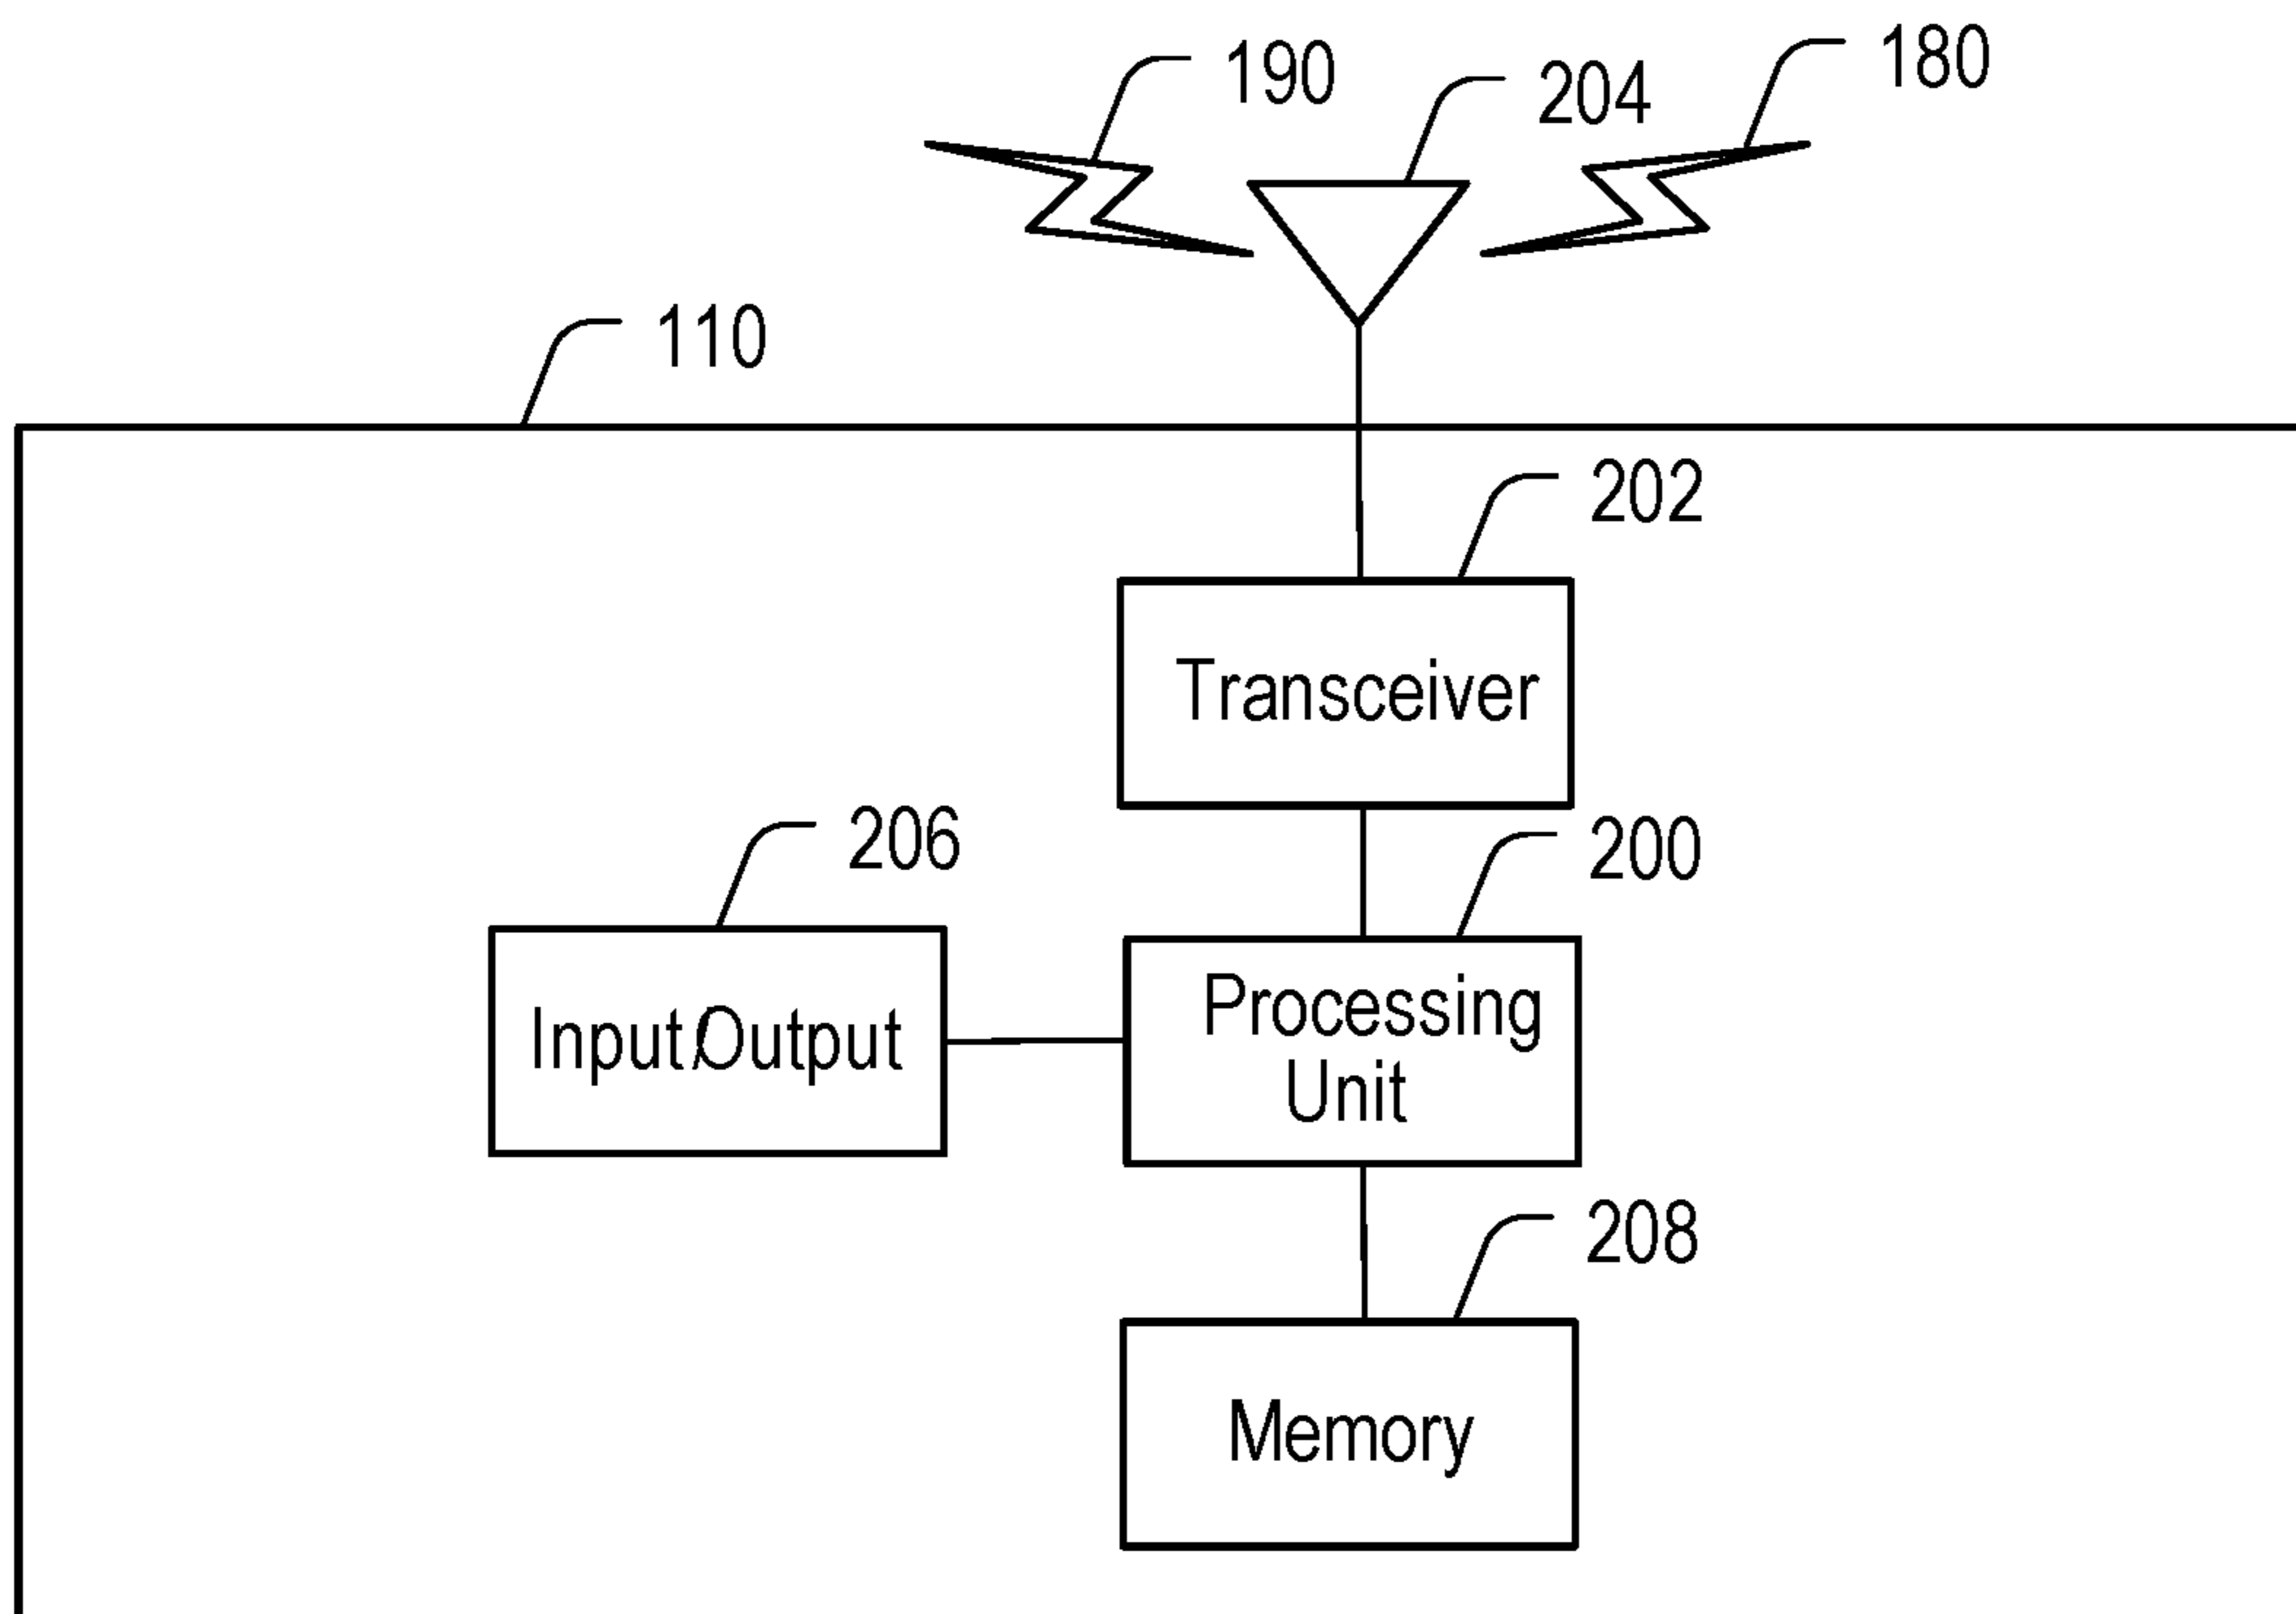 190
204
180
110
202
Transceiver
206
200
Input/Output
Processing
Unit
208
Memory